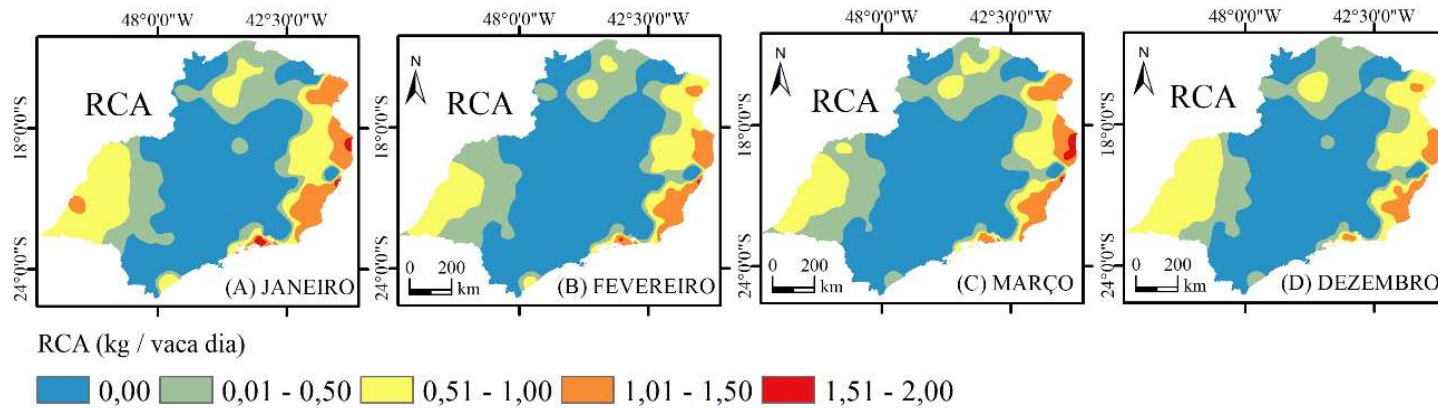 48°0'0"W 42°30'0"W 48°0'0"W 42°30'0"W 48°0'0"W 42°30'0"W 48°0'0"W 42°30'0"W
N N N
RCA RCA RCA RCA
18°0'0"S 18°0'0"S 18°0'0"S 18°0'0"S
24°0'0"S 24°0'0"S 24°0'0"S 24°0'0"S
0 200 0 200 0 200
km km km
(A) JANEIRO (B) FEVEREIRO (C) MARÇO (D) DEZEMBRO
RCA (kg / vaca dia)
0,00 0,01 - 0,50 0,51 - 1,00 1,01 - 1,50 1,51 - 2,00